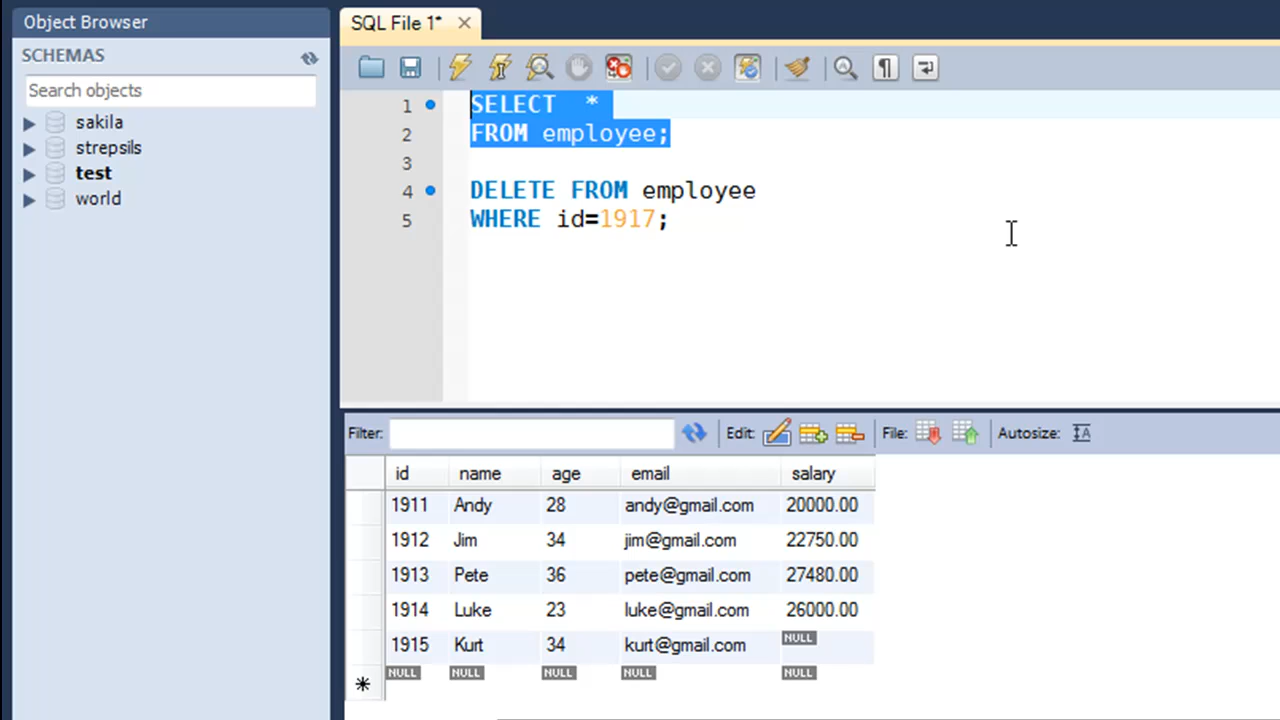 Object Browser
SCHEMAS
Search objects
sakila
strepsils
test
world
SQL File 1*
1 SELECT *
2 FROM employee;
3
4 DELETE FROM employee
5 WHERE id=1917;
Filter: Edit: File: Autosize:
id name age email salary
1911 Andy 28 andy@gmail.com 20000.00
1912 Jim 34 jim@gmail.com 22750.00
1913 Pete 36 pete@gmail.com 27480.00
1914 Luke 23 luke@gmail.com 26000.00
1915 Kurt 34 kurt@gmail.com NULL
NULL NULL NULL NULL NULL